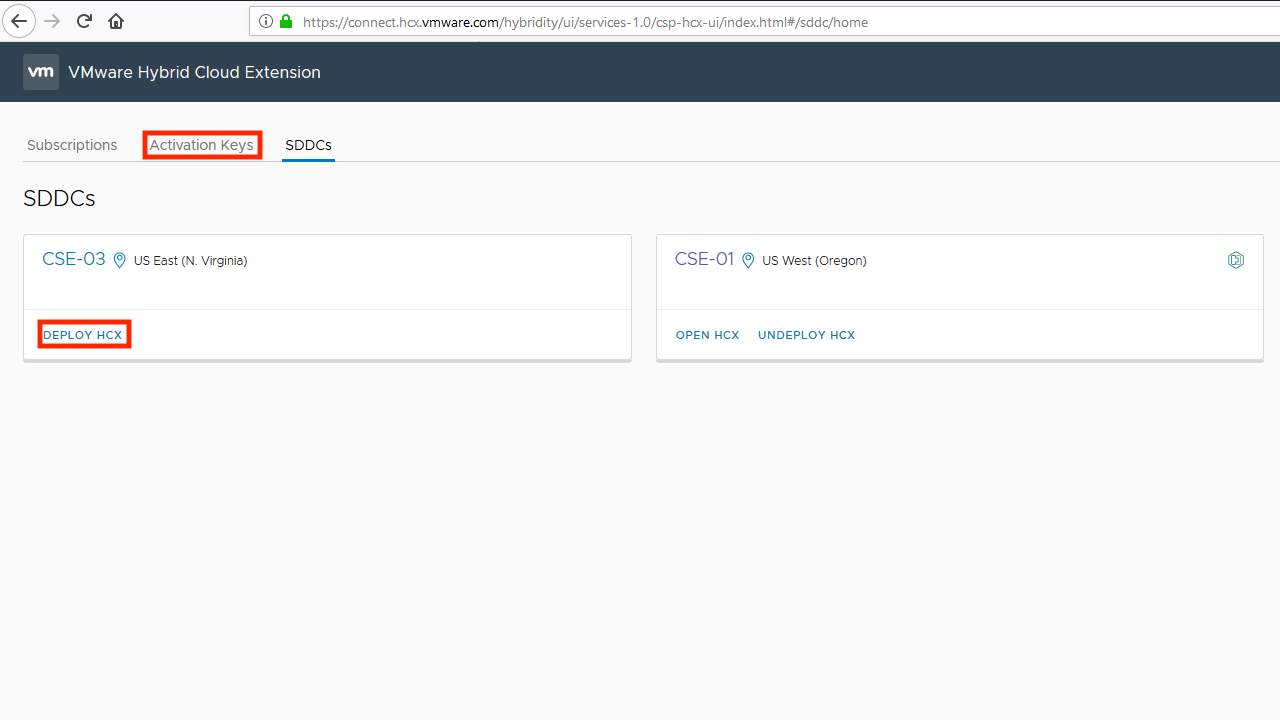 https://connect.hcx.vmware.com/hybridity/ui/services-1.0/csp-hcx-ui/index.html#/sddc/home
vm VMware Hybrid Cloud Extension
Subscriptions Activation Keys SDDCs
SDDCs
CSE-03 US East (N. Virginia)
DEPLOY HCX
CSE-01 US West (Oregon)
OPEN HCX UNDEPLOY HCX